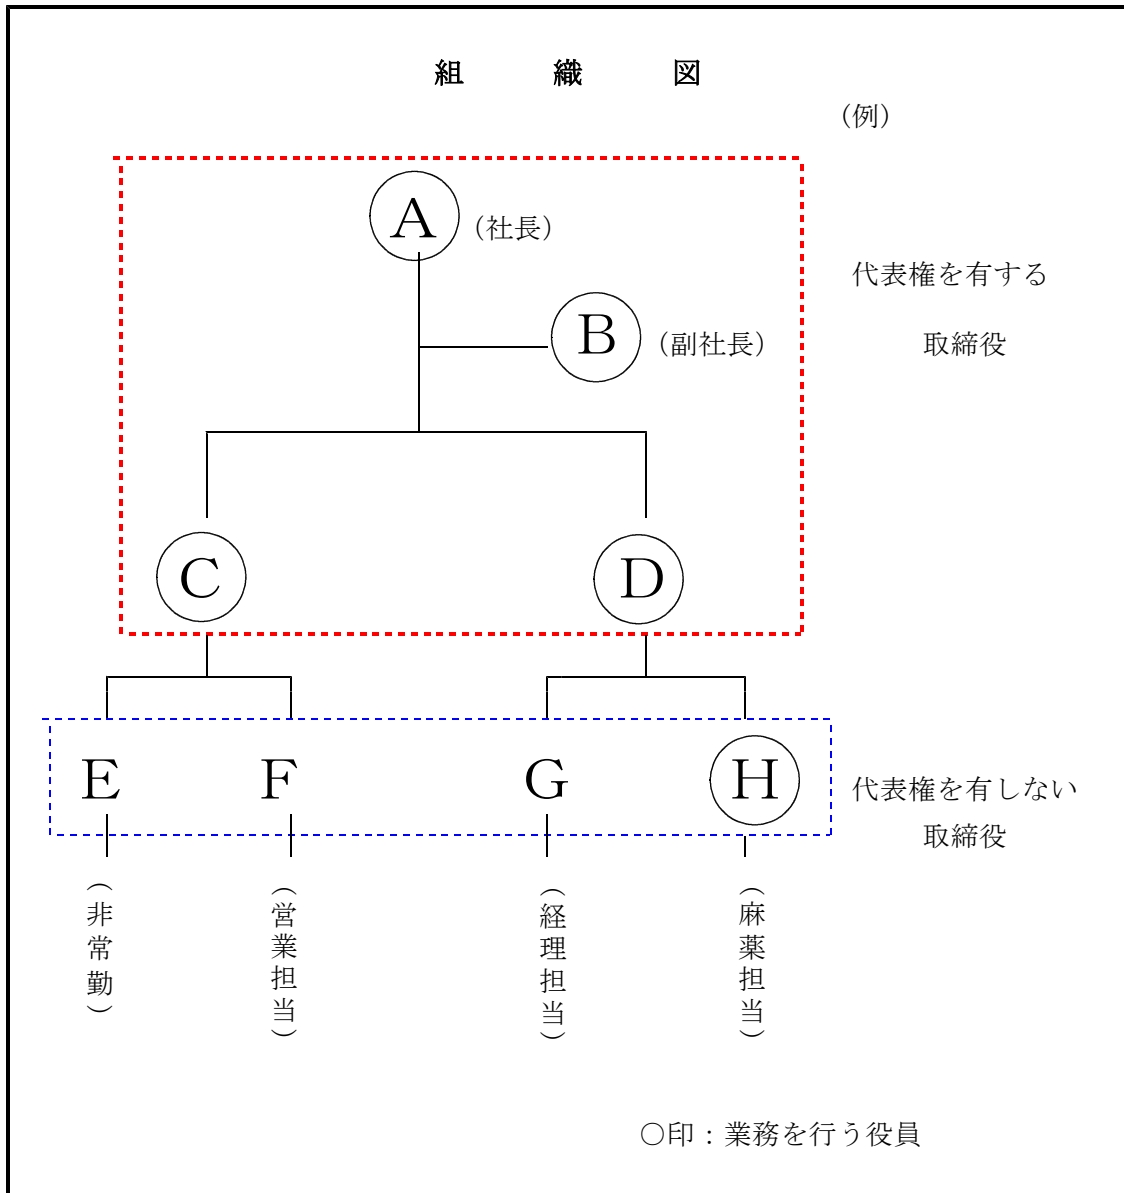 組織図
（例）
A
（社長）
代表権を有する
B
（副社長）
取締役
C
D
E
F
G
H
代表権を有しない
取締役
（非常勤）
（営業担当）
（経理担当）
（麻薬担当）
○印：業務を行う役員